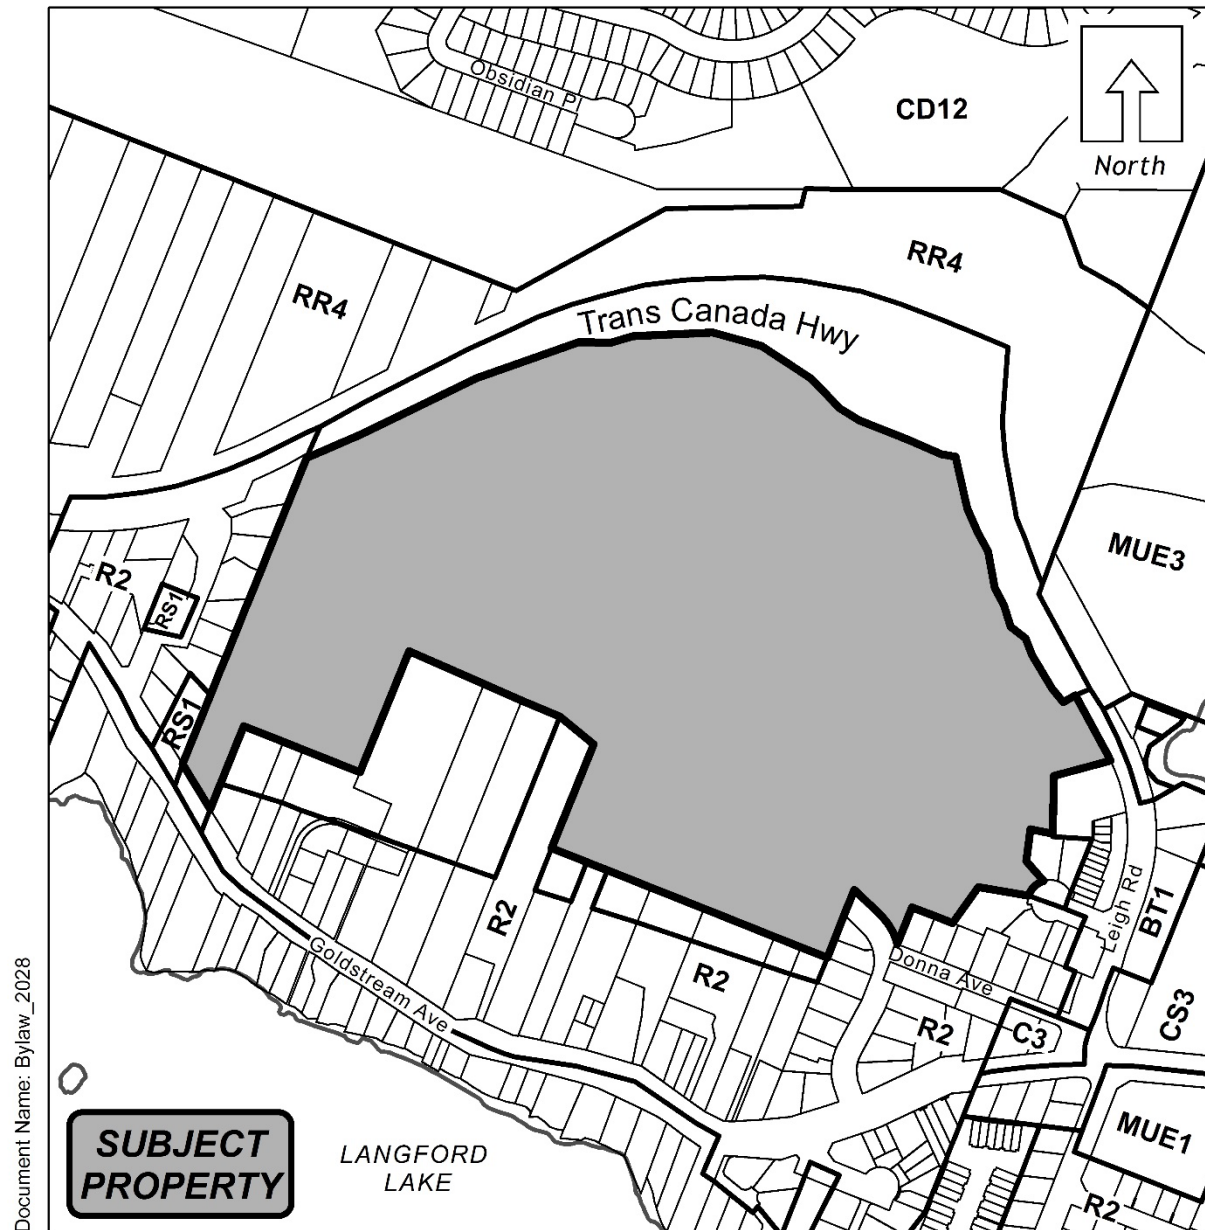 Obsidian Pl
CD12
North
RR4
RR4
Trans Canada Hwy
MUE3
R2
RS1
RS1
Leigh Rd
BT1
R2
Goldstream Ave
R2
Donna Ave
R2
C3
CS3
MUE1
R2
SUBJECT
PROPERTY
LANGFORD
LAKE
Document Name: Bylaw_2028